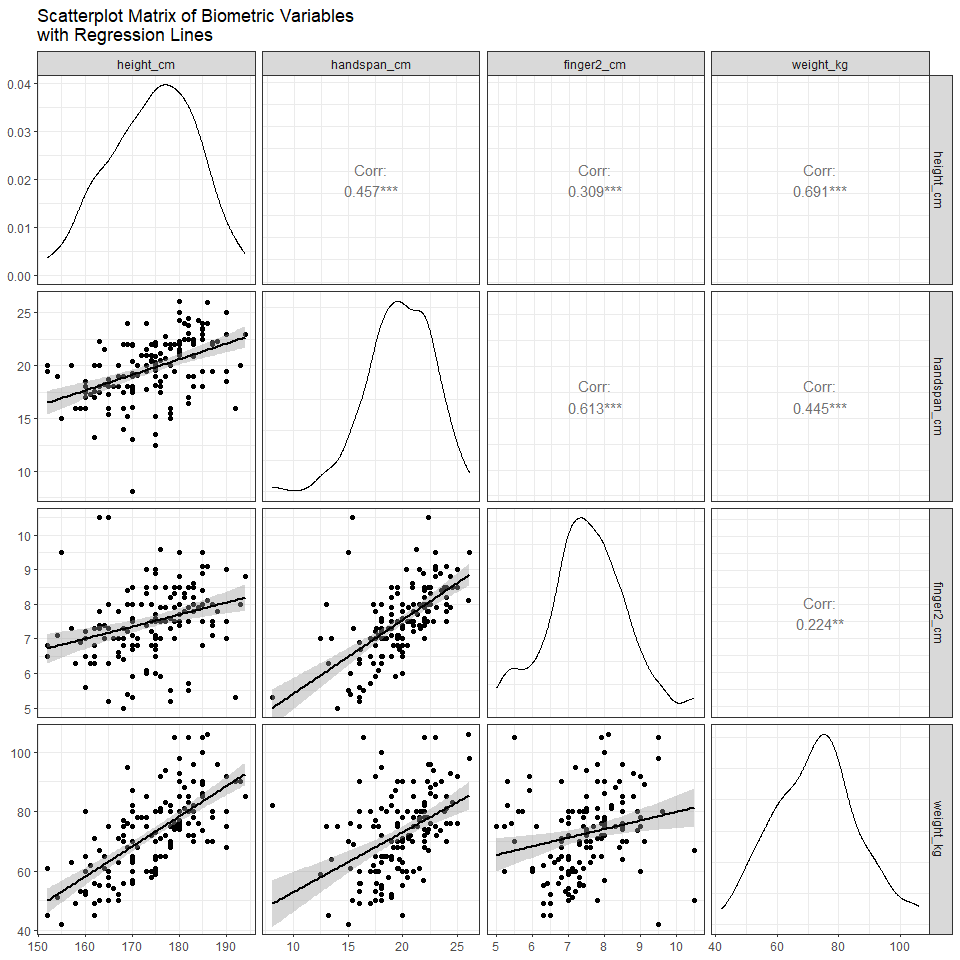 Scatterplot Matrix of Biometric Variables
with Regression Lines
height_cm
handspan_cm
finger2_cm
weight_kg
0.04
0.03
0.02
0.01
0.00
Corr:
0.457***
Corr:
0.309***
Corr:
0.691***
height_cm
25
20
15
10
Corr:
0.613***
Corr:
0.445***
handspan_cm
10
9
8
7
6
5
Corr:
0.224**
finger2_cm
100
80
60
40
weight_kg
150 160 170 180 190
10 15 20 25
5 6 7 8 9 10
40 60 80 100